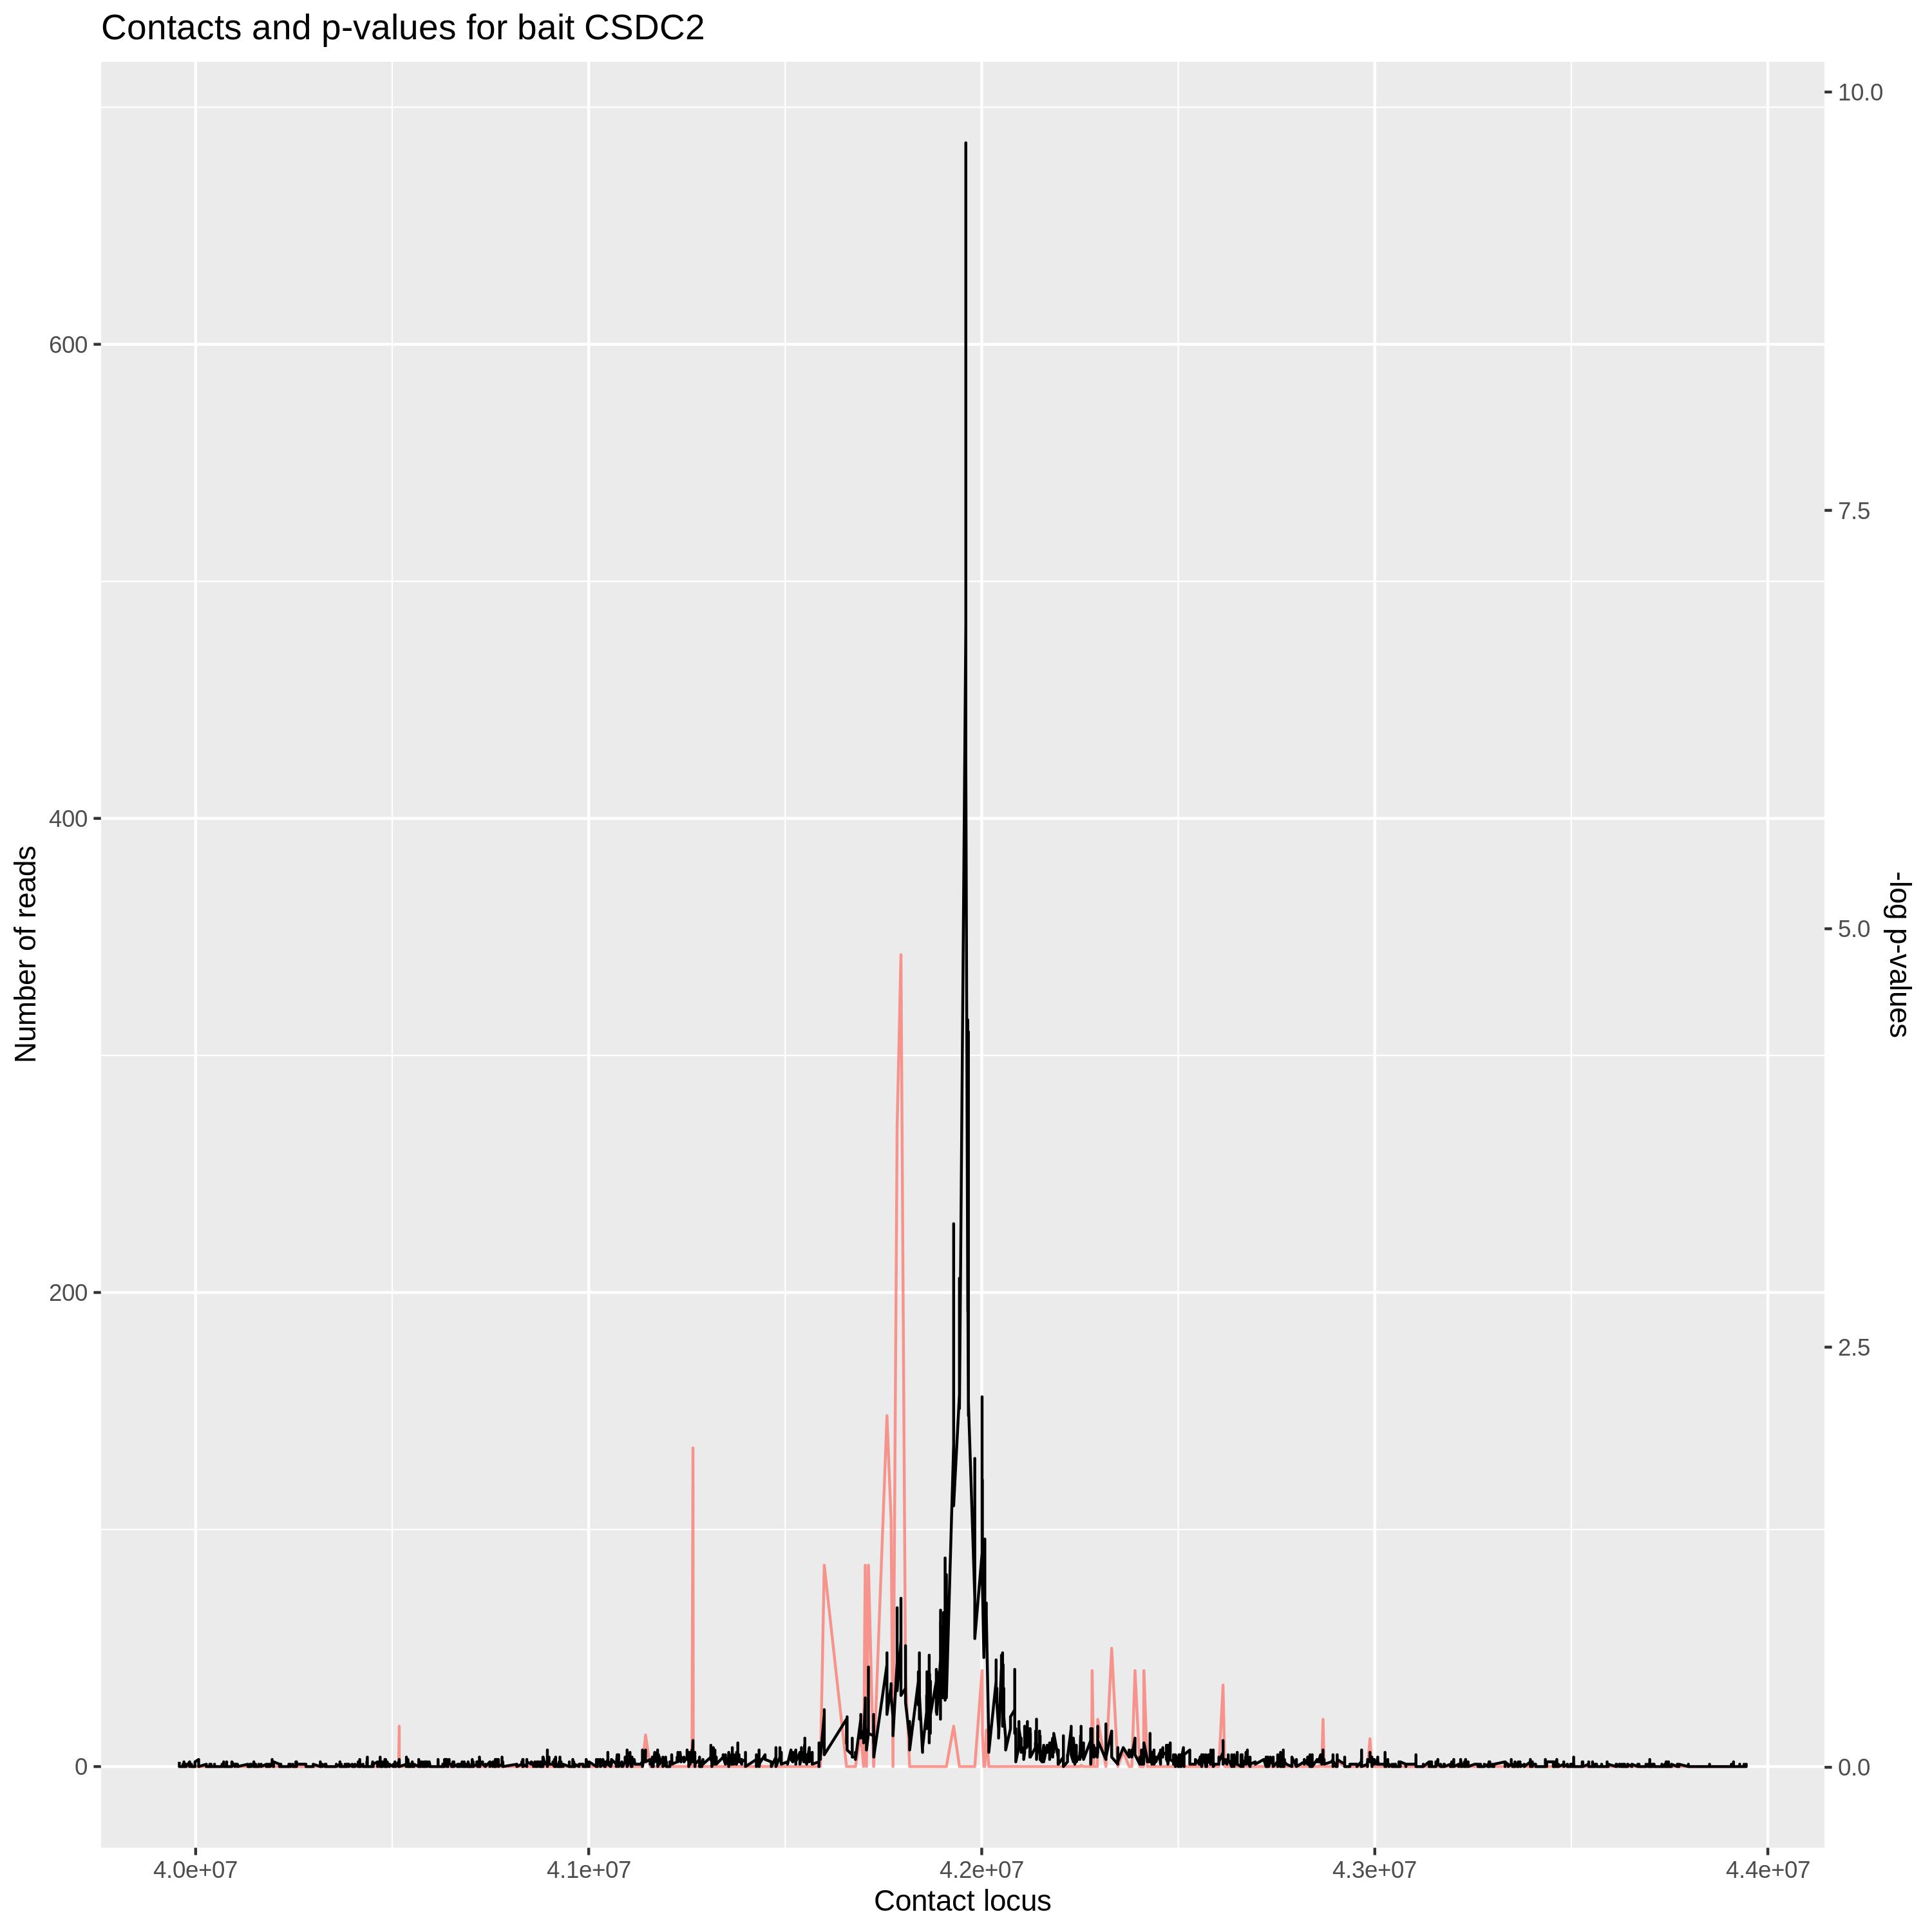 Contacts and p-values for bait CSDC2
Number of reads
600
400
200
0
10.0
7.5
5.0
2.5
0.0
-log p-values
4.0e+07
4.1e+07
4.2e+07
4.3e+07
4.4e+07
Contact locus